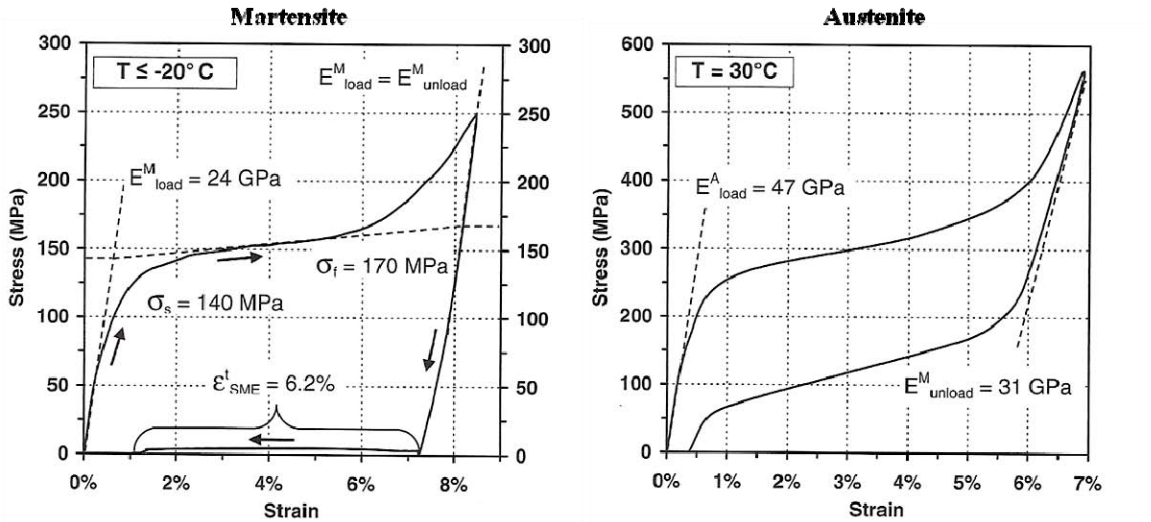 Martensite
300
250
200
150
100
50
0
Stress (MPa)
T ≤ -20° C
E^M_load = E^M_unload
E^M_load = 24 GPa
σ_f = 170 MPa
σ_s = 140 MPa
ε^t_SME = 6.2%
300
250
200
150
100
50
0
0% 2% 4% 6% 8%
Strain
Austenite
600
500
400
300
200
100
0
Stress (MPa)
T = 30°C
E^A_load = 47 GPa
E^M_unload = 31 GPa
0% 1% 2% 3% 4% 5% 6% 7%
Strain